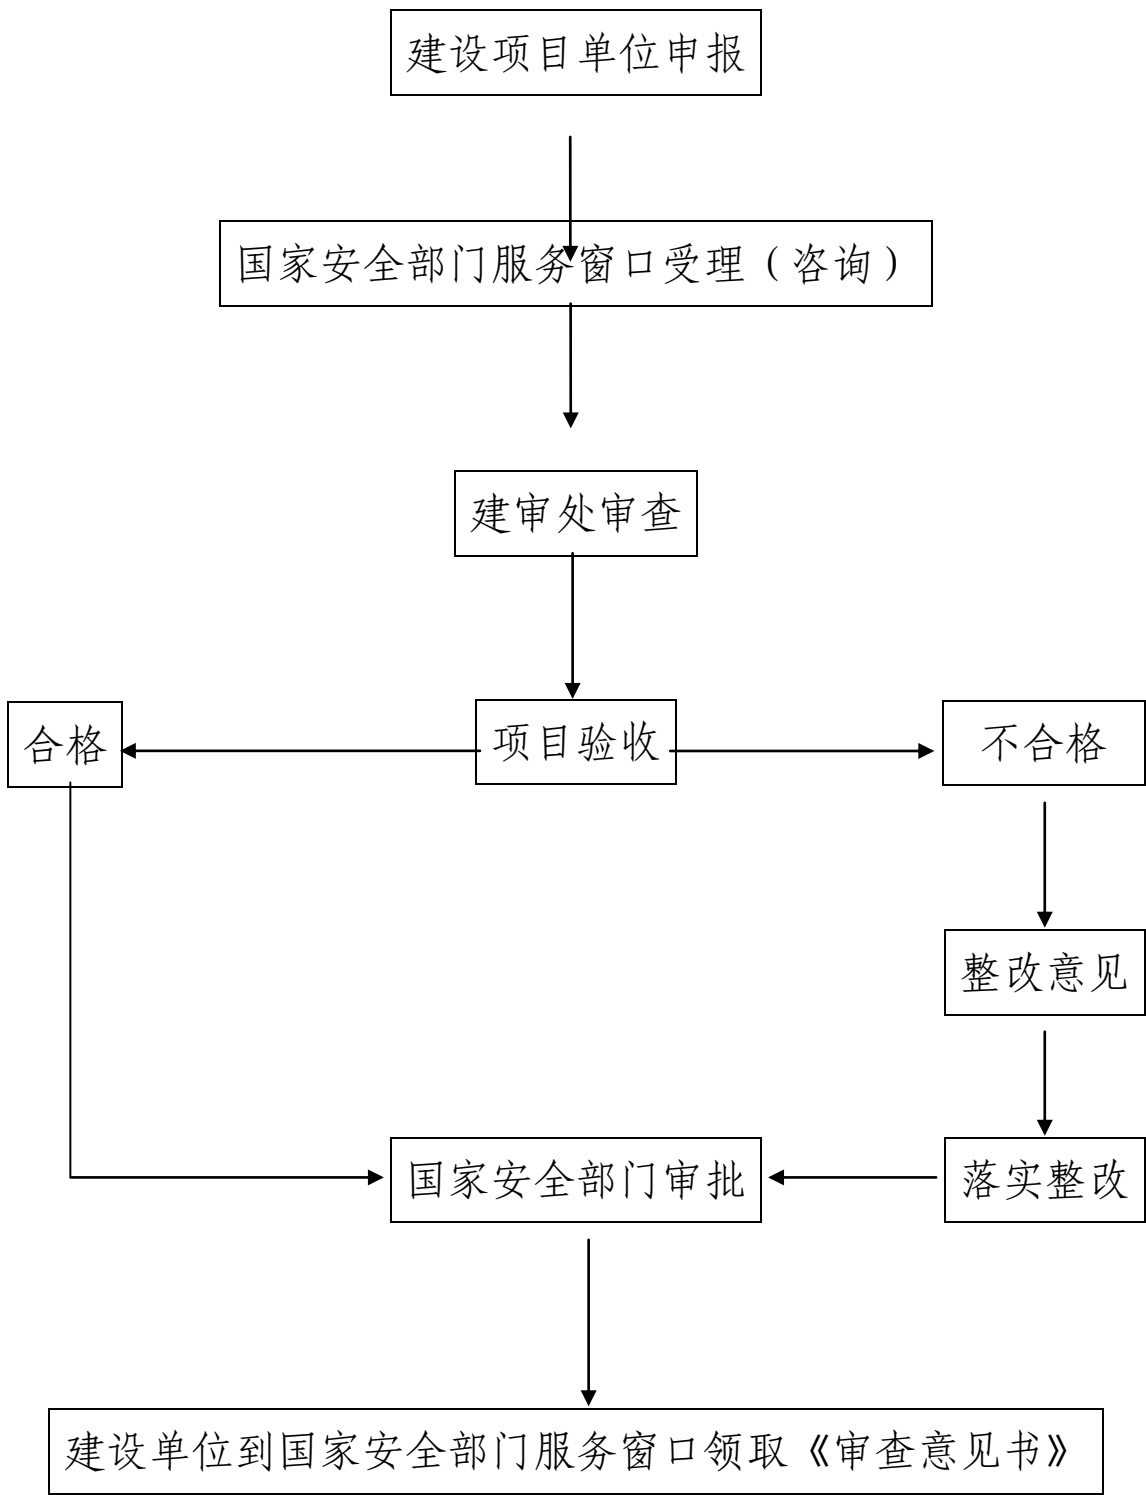 建设项目单位申报
国家安全部门服务窗口受理（咨询）
建审处审查
合格
项目验收
不合格
整改意见
国家安全部门审批
落实整改
建设单位到国家安全部门服务窗口领取《审查意见书》